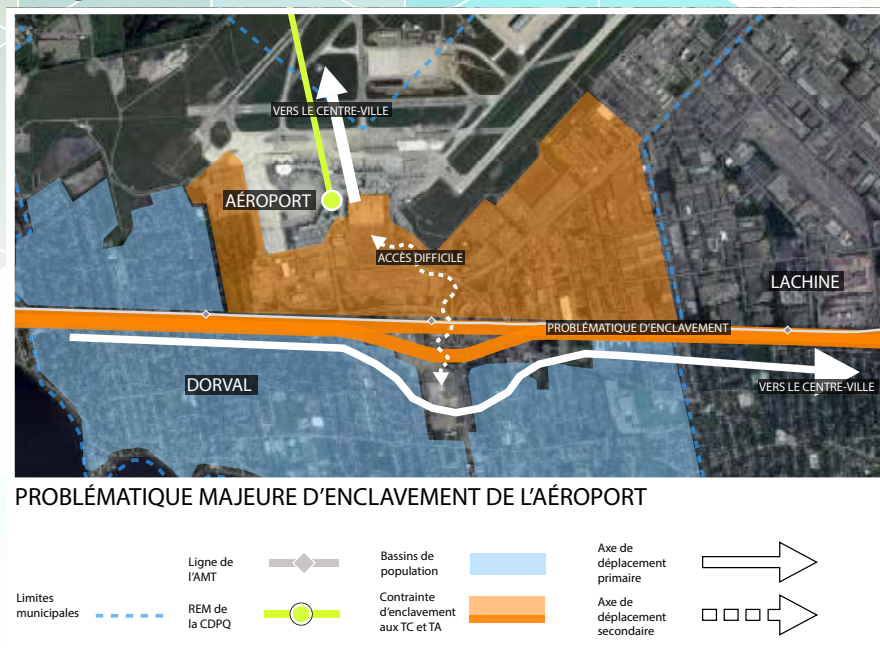 VERS LE CENTRE-VILLE
AÉROPORT
ACCÈS DIFFICILE
LACHINE
PROBLÉMATIQUE D'ENCLAVEMENT
DORVAL
VERS LE CENTRE-VILLE
PROBLÉMATIQUE MAJEURE D'ENCLAVEMENT DE L'AÉROPORT
Limites
municipales
Ligne de
l'AMT
REM de
la CDPQ
Bassins de
population
Contrainte
d'enclavement
aux TC et TA
Axe de
déplacement
primaire
Axe de
déplacement
secondaire